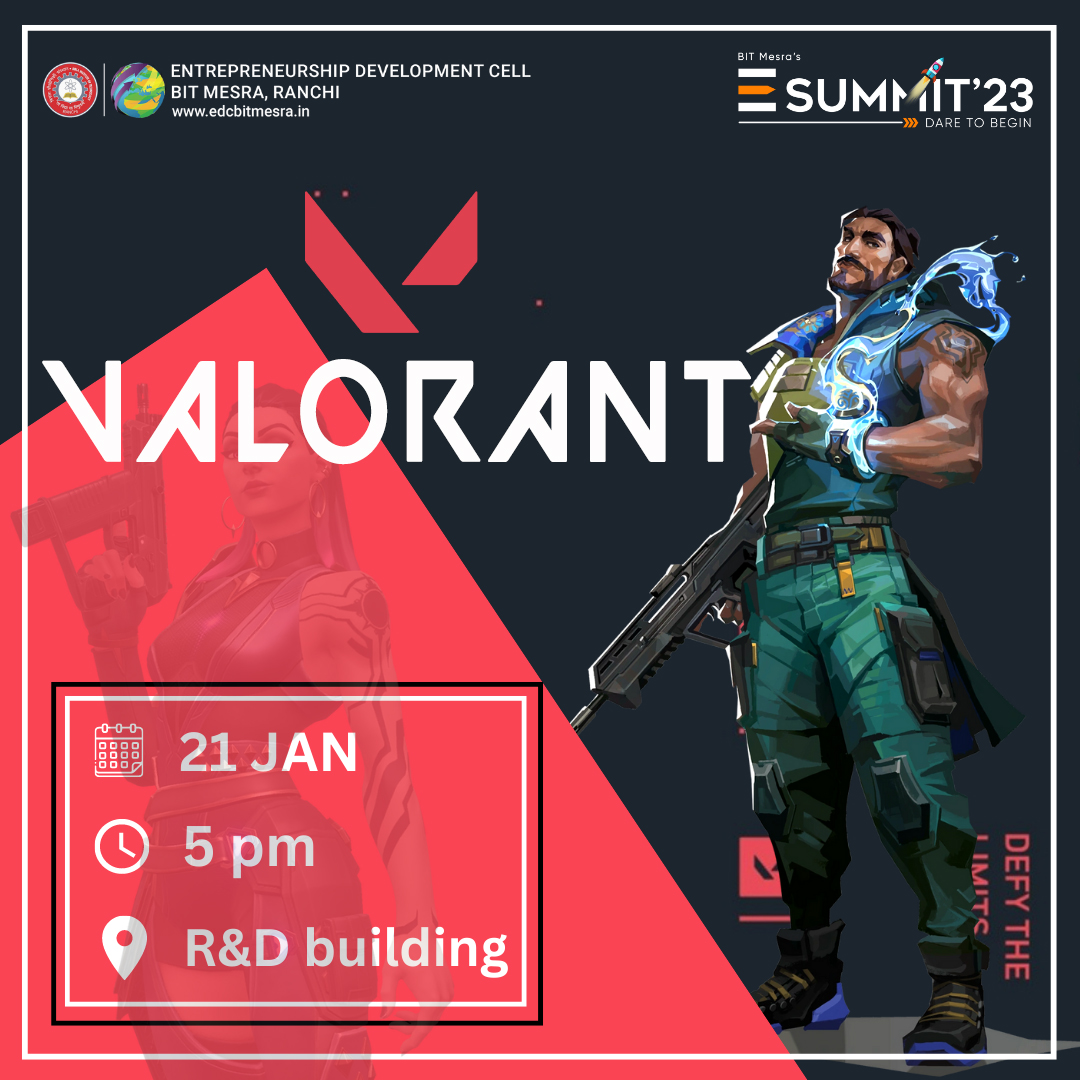 ENTREPRENEURSHIP DEVELOPMENT CELL
BIT MESRA, RANCHI
www.edcbitmesra.in
BIT Mesra's
E SUMMIT'23
DARE TO BEGIN
VALORANT
21 JAN
5 pm
R&D building
DEFY THE
LIMITS